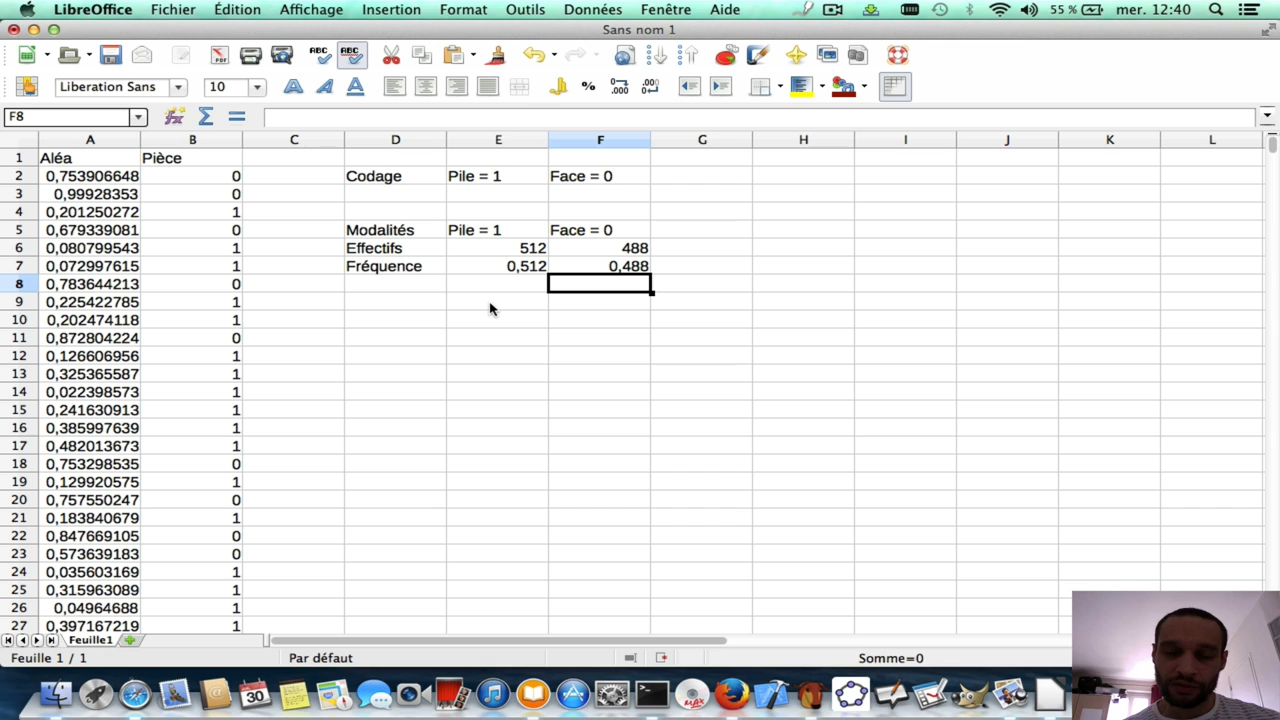 LibreOffice Fichier Édition Affichage Insertion Format Outils Données Fenêtre Aide 55 % mer. 12:40
Sans nom 1
PDF ABC ABC
Liberation Sans 10 % .000 .000
F8
A B C D E F G H I J K L
1 Aléa Pièce
2 0,753906648 0 Codage Pile = 1 Face = 0
3 0,99928353 0
4 0,201250272 1
5 0,679339081 0 Modalités Pile = 1 Face = 0
6 0,080799543 1 Effectifs 512 488
7 0,072997615 1 Fréquence 0,512 0,488
8 0,783644213 0
9 0,225422785 1
10 0,202474118 1
11 0,872804224 0
12 0,126606956 1
13 0,325365587 1
14 0,022398573 1
15 0,241630913 1
16 0,385997639 1
17 0,482013673 1
18 0,753298535 0
19 0,129920575 1
20 0,757550247 0
21 0,183840679 1
22 0,847669105 0
23 0,573639183 0
24 0,035603169 1
25 0,315963089 1
26 0,04964688 1
27 0,397167219 1
Feuille1
Feuille 1 / 1 Par défaut Somme=0
30